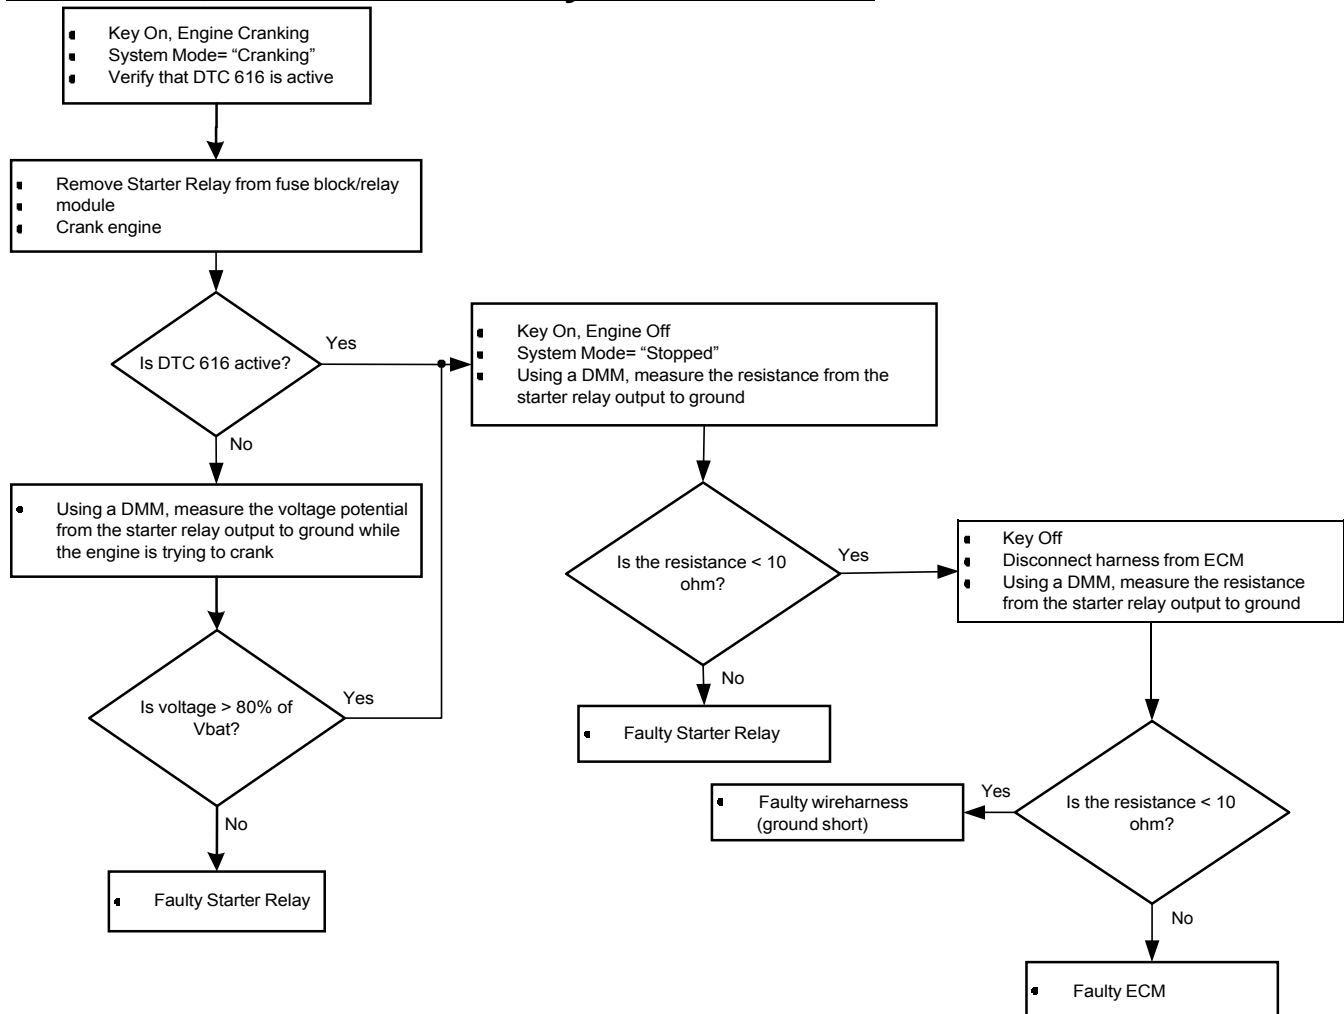 Key On, Engine Cranking
System Mode= “Cranking”
Verify that DTC 616 is active
Remove Starter Relay from fuse block/relay
module
Crank engine
Is DTC 616 active?
Yes
No
Key On, Engine Off
System Mode= “Stopped”
Using a DMM, measure the resistance from the
starter relay output to ground
Using a DMM, measure the voltage potential
from the starter relay output to ground while
the engine is trying to crank
Is the resistance < 10
ohm?
Yes
No
Key Off
Disconnect harness from ECM
Using a DMM, measure the resistance
from the starter relay output to ground
Is voltage > 80% of
Vbat?
Yes
No
Faulty Starter Relay
Faulty Starter Relay
Faulty wireharness
(ground short)
Yes
Is the resistance < 10
ohm?
No
Faulty ECM